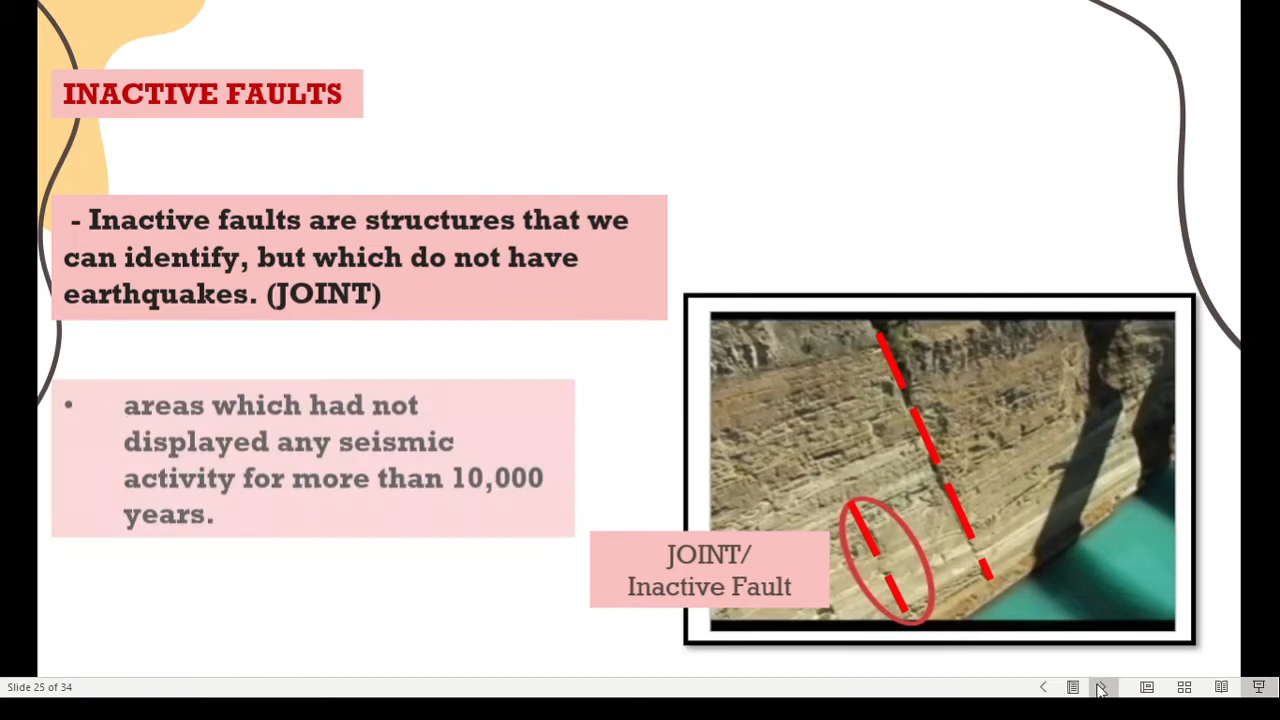 INACTIVE FAULTS
- Inactive faults are structures that we
can identify, but which do not have
earthquakes. (JOINT)
• areas which had not
displayed any seismic
activity for more than 10,000
years.
JOINT/
Inactive Fault
Slide 25 of 34